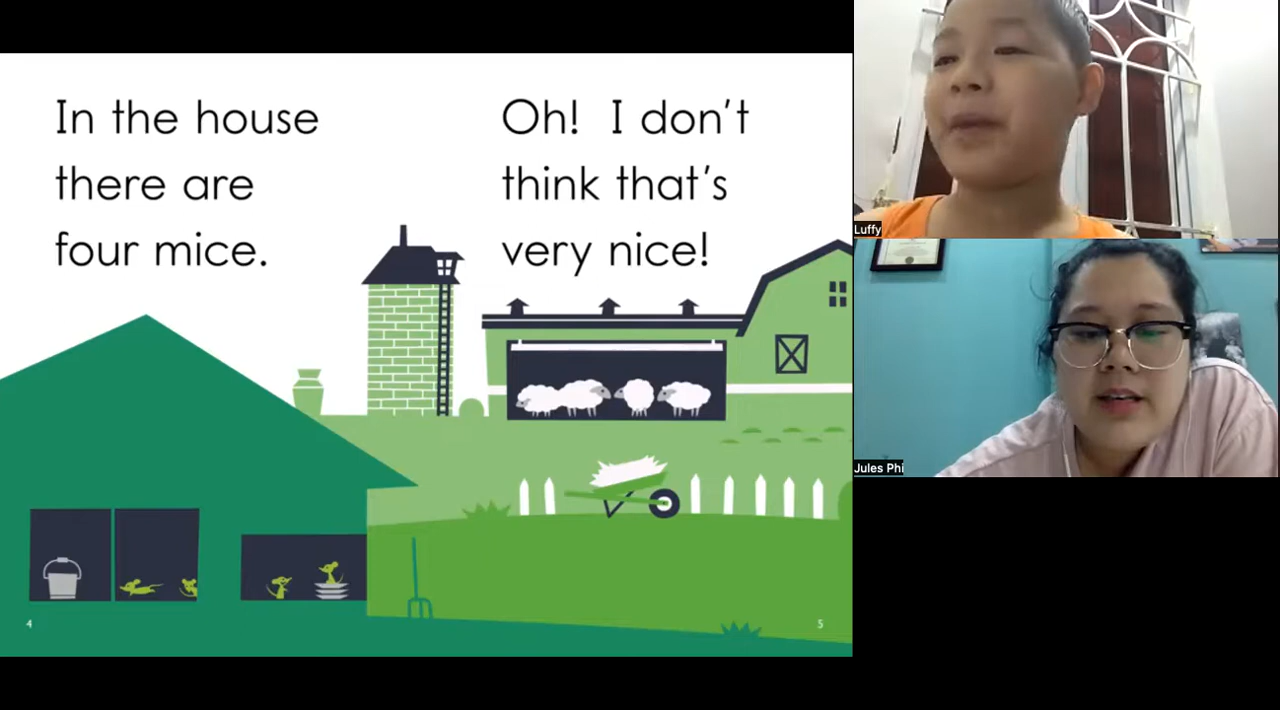 In the house
there are
four mice.
Oh! I don't
think that's
very nice!
4
5
Luffy
Jules Phi